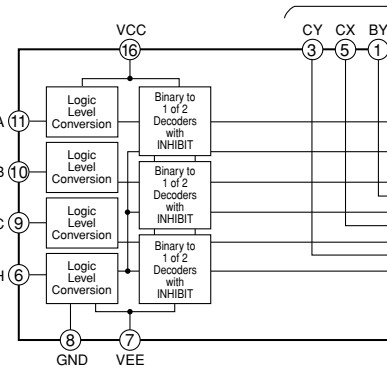 VCC
CY
CX
BY
16
3
5
1
Logic
Level
Conversion
Binary to
1 of 2
Decoders
with
INHIBIT
A
11
Logic
Level
Conversion
B
10
Binary to
1 of 2
Decoders
with
INHIBIT
Logic
Level
Conversion
C
9
Binary to
1 of 2
Decoders
with
INHIBIT
Logic
Level
Conversion
H
6
8
7
GND
VEE